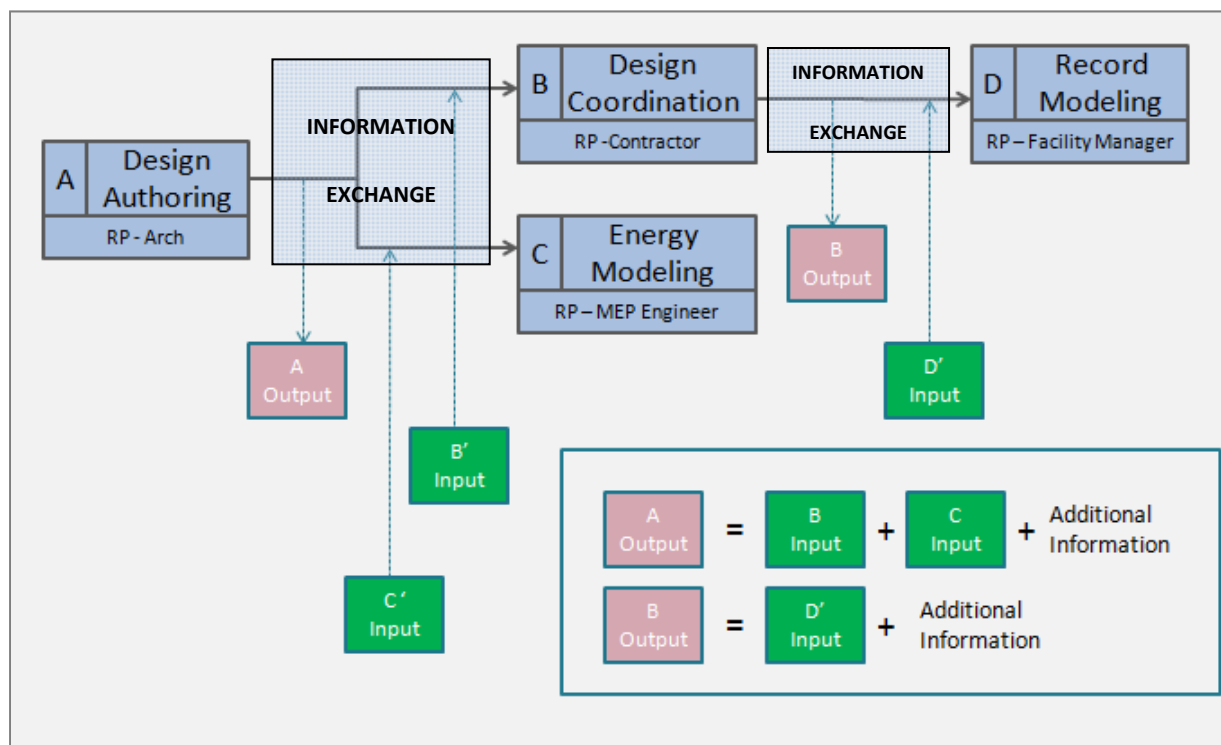 A
Design
Authoring
RP - Arch
INFORMATION
EXCHANGE
B
Design
Coordination
RP -Contractor
C
Energy
Modeling
RP – MEP Engineer
INFORMATION
EXCHANGE
D
Record
Modeling
RP – Facility Manager
A
Output
B'
Input
C '
Input
B
Output
D'
Input
A
Output
=
B
Input
+
C
Input
+
Additional
Information
B
Output
=
D'
Input
+
Additional
Information